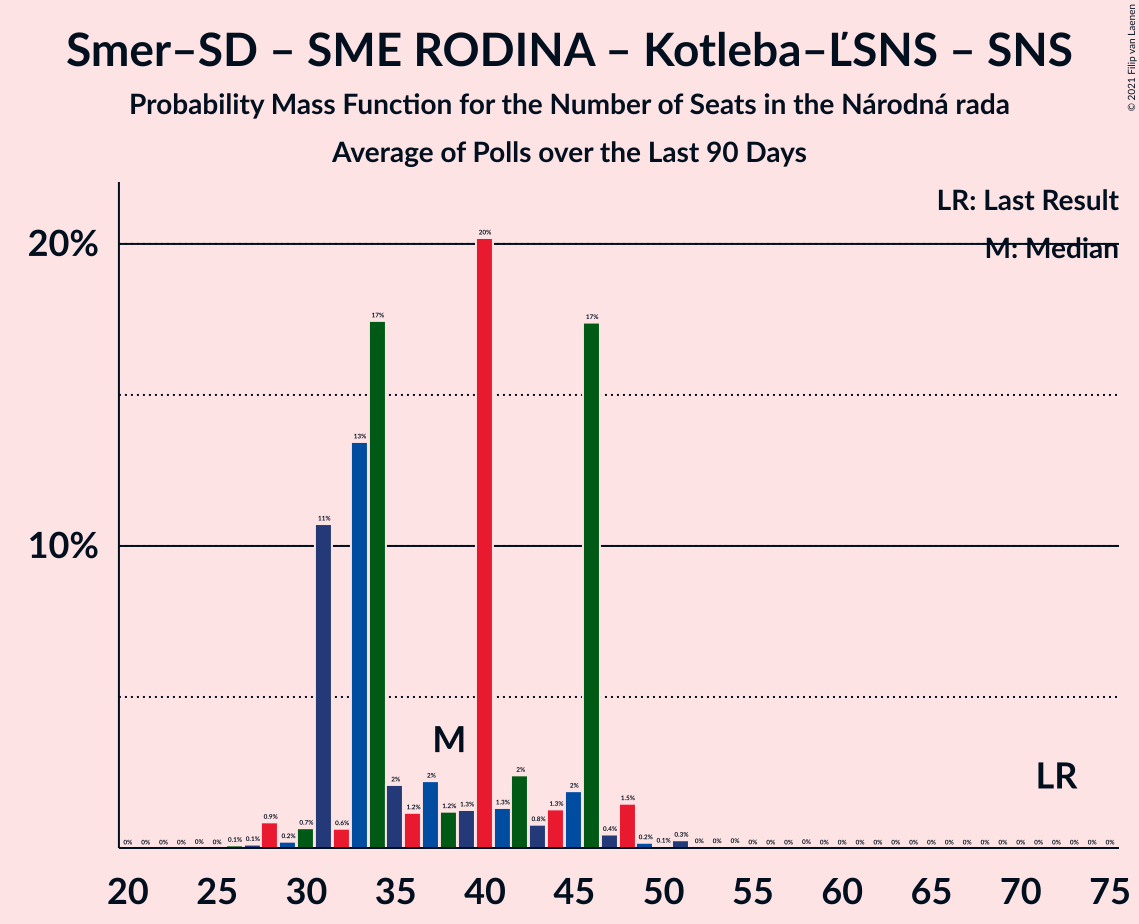 Smer–SD – SME RODINA – Kotleba–ĽSNS – SNS
Probability Mass Function for the Number of Seats in the Národná rada
Average of Polls over the Last 90 Days
© 2021 Filip van Laenen
LR: Last Result
M: Median
20%
10%
0% 0% 0% 0% 0% 0% 0.1% 0.1% 0.9% 0.2% 0.7% 11% 0.6% 13% 17% 2% 1.2% 2% 1.2% 1.3% 20% 1.3% 2% 0.8% 1.3% 2% 17% 0.4% 1.5% 0.2% 0.1% 0.3% 0% 0% 0% 0% 0% 0% 0% 0% 0% 0% 0% 0% 0% 0% 0% 0% 0% 0% 0% 0% 0% 0% 0% 0%
M
LR
20 25 30 35 40 45 50 55 60 65 70 75